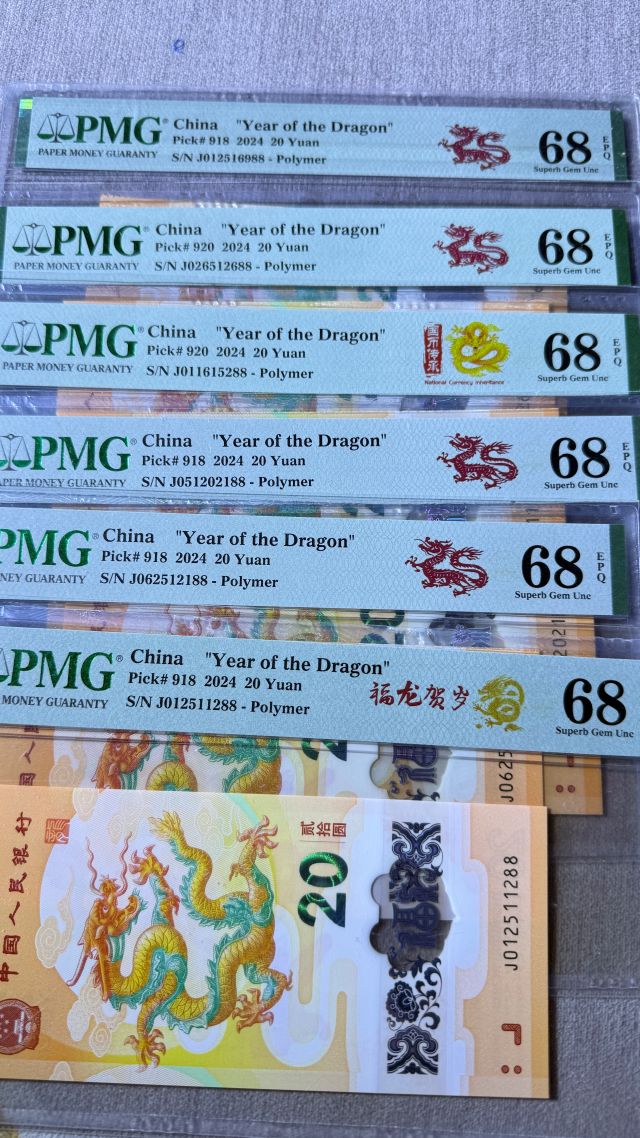 PMG® China "Year of the Dragon"
Pick# 918 2024 20 Yuan
PAPER MONEY GUARANTY S/N J012516988 - Polymer
68 EPQ
Superb Gem Unc
PMG® China "Year of the Dragon"
Pick# 920 2024 20 Yuan
PAPER MONEY GUARANTY S/N J026512688 - Polymer
68 EPQ
Superb Gem Unc
PMG® China "Year of the Dragon"
Pick# 920 2024 20 Yuan
PAPER MONEY GUARANTY S/N J011615288 - Polymer
国币传承
National Currency Inheritance
68 EPQ
Superb Gem Unc
PMG® China "Year of the Dragon"
Pick# 918 2024 20 Yuan
APER MONEY GUARANTY S/N J051202188 - Polymer
68 EPQ
Superb Gem Unc
PMG® China "Year of the Dragon"
Pick# 918 2024 20 Yuan
NEY GUARANTY S/N J062512188 - Polymer
68 EPQ
Superb Gem Unc
PMG® China "Year of the Dragon"
Pick# 918 2024 20 Yuan
MONEY GUARANTY S/N J012511288 - Polymer
福龙贺岁
68
Superb Gem Unc
J0625
中国人民银行
贰拾圆
20
J012511288